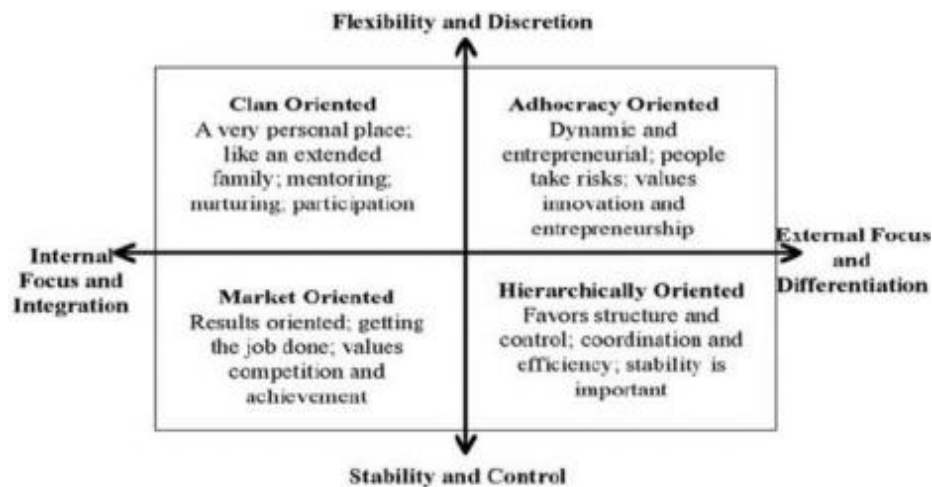 Flexibility and Discretion
Clan Oriented
A very personal place;
like an extended
family; mentoring;
nurturing; participation
Adhocracy Oriented
Dynamic and
entrepreneurial; people
take risks; values
innovation and
entrepreneurship
Internal
Focus and
Integration
External Focus
and
Differentiation
Market Oriented
Results oriented; getting
the job done; values
competition and
achievement
Hierarchically Oriented
Favors structure and
control; coordination and
efficiency; stability is
important
Stability and Control